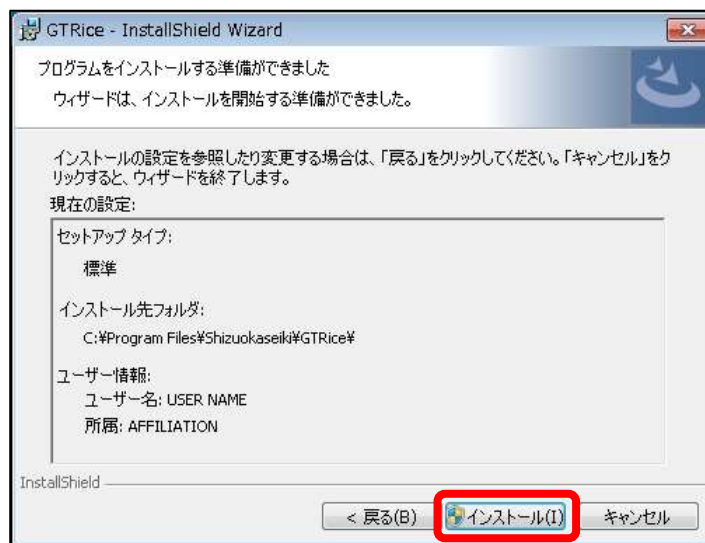 GTRice - InstallShield Wizard
プログラムをインストールする準備ができました
ウィザードは、インストールを開始する準備ができました。
インストールの設定を参照したり変更する場合は、「戻る」をクリックしてください。「キャンセル」をク
リックすると、ウィザードを終了します。
現在の設定:
セットアップ タイプ:
標準
インストール先フォルダ:
C:¥Program Files¥Shizuokaseiki¥GTRice¥
ユーザー情報:
ユーザー名: USER NAME
所属: AFFILIATION
InstallShield
< 戻る(B) インストール(I) キャンセル